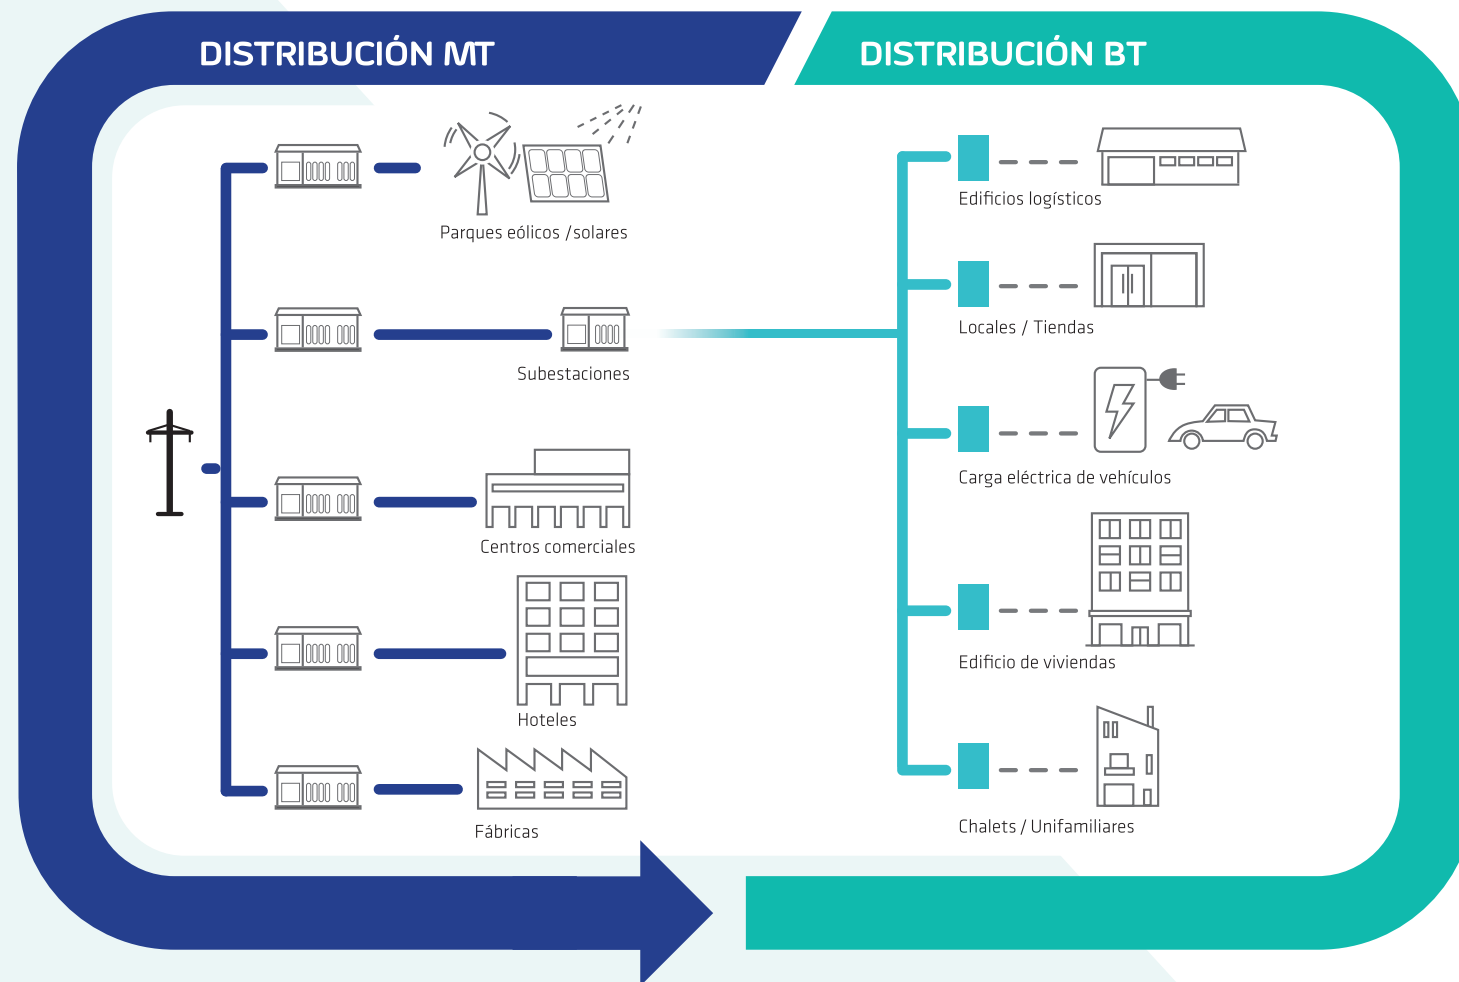 DISTRIBUCIÓN MT
DISTRIBUCIÓN BT
Parques eólicos /solares
Subestaciones
Centros comerciales
Hoteles
Fábricas
Edificios logísticos
Locales / Tiendas
Carga eléctrica de vehículos
Edificio de viviendas
Chalets / Unifamiliares